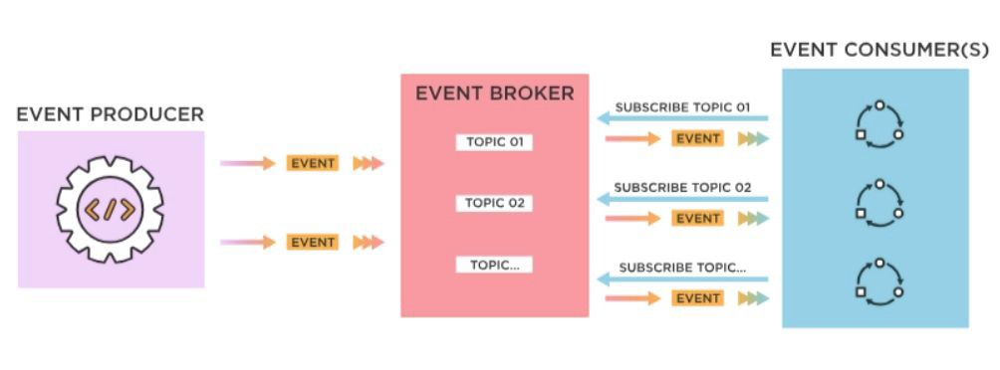 EVENT CONSUMER(S)
EVENT PRODUCER
EVENT BROKER
SUBSCRIBE TOPIC 01
TOPIC 01
EVENT
EVENT
SUBSCRIBE TOPIC 02
TOPIC 02
EVENT
EVENT
SUBSCRIBE TOPIC...
TOPIC...
EVENT